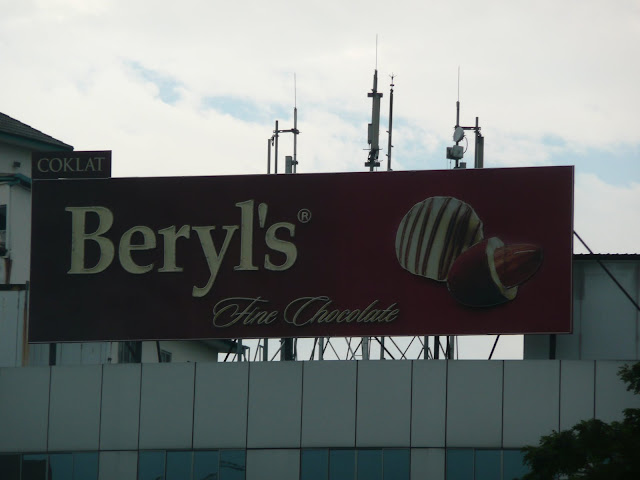 COKLAT
Beryl's®
Fine Chocolate